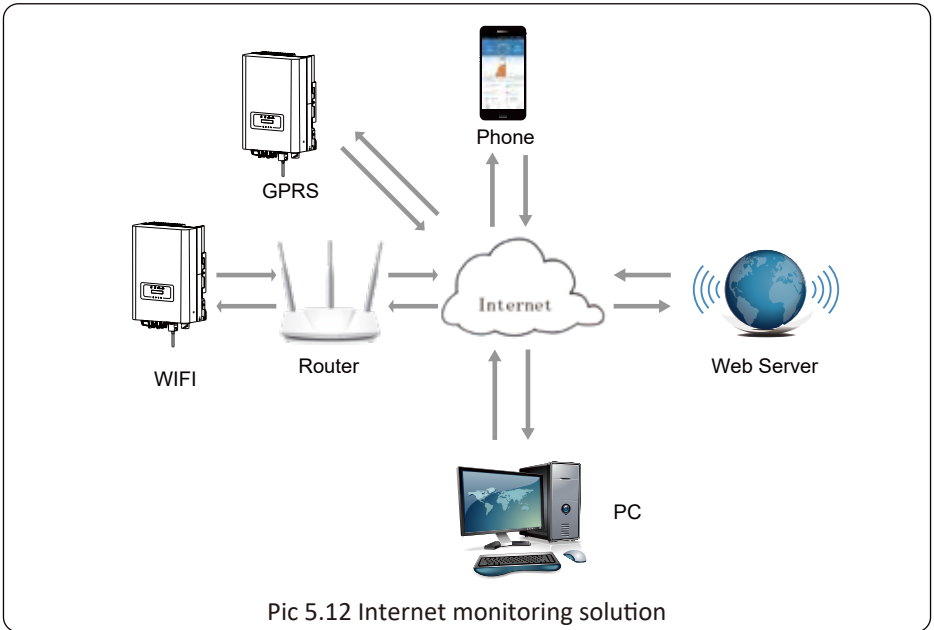 Phone
GPRS
Internet
WIFI
Router
Web Server
PC
Pic 5.12 Internet monitoring solution